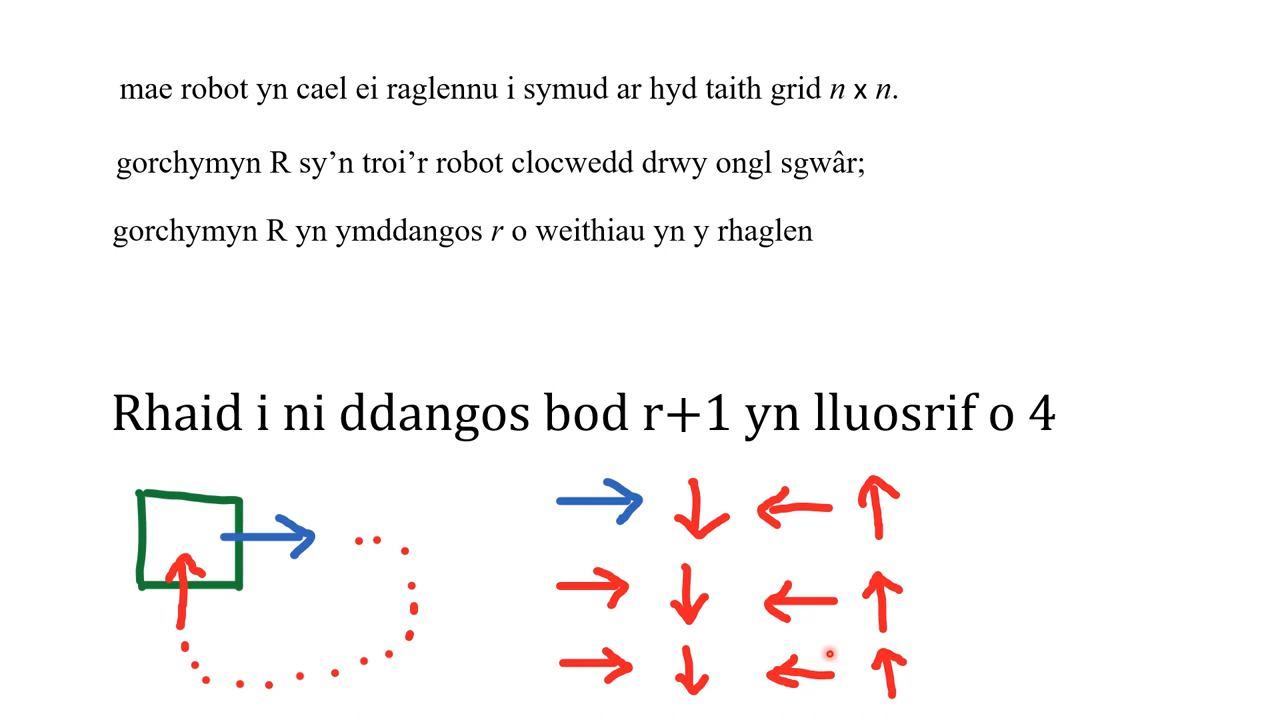 mae robot yn cael ei raglennu i symud ar hyd taith grid n x n.
gorchymyn R sy’n troi’r robot clocwedd drwy ongl sgwâr;
gorchymyn R yn ymddangos r o weithiau yn y rhaglen
Rhaid i ni ddangos bod r+1 yn lluosrif o 4